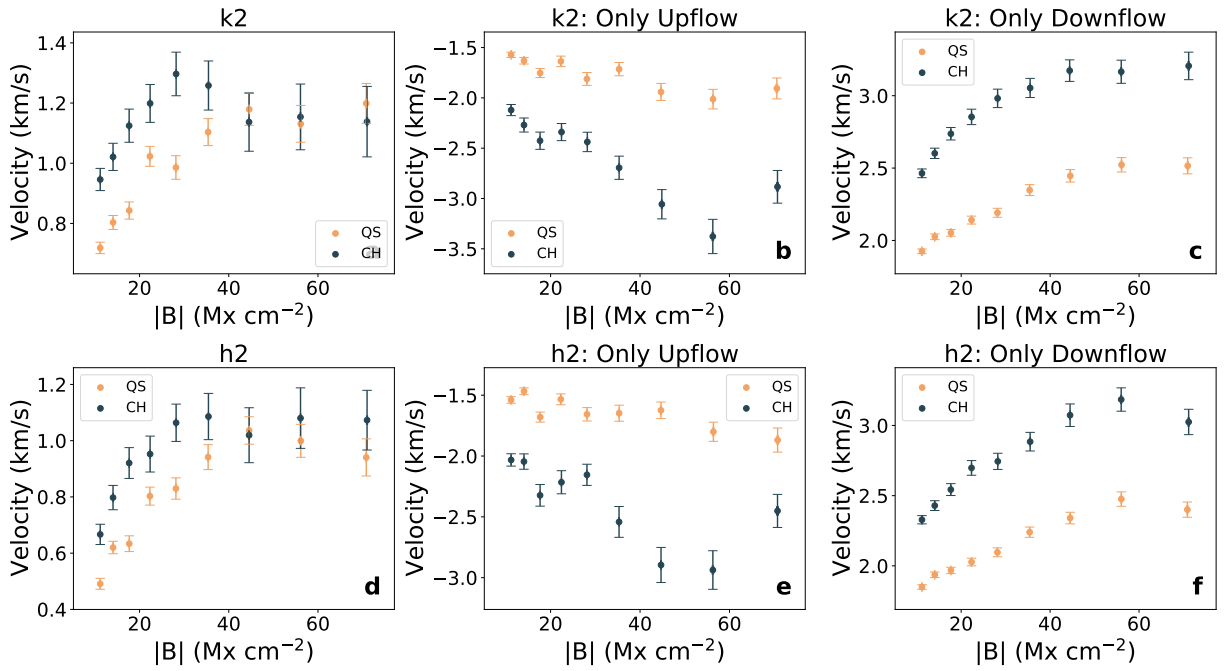 k2
Velocity (km/s)
1.4
1.2
1.0
0.8
20
40
60
|B| (Mx cm⁻²)
QS
CH
k2: Only Upflow
Velocity (km/s)
−1.5
−2.0
−2.5
−3.0
−3.5
20
40
60
|B| (Mx cm⁻²)
QS
CH
b
k2: Only Downflow
Velocity (km/s)
3.0
2.5
2.0
20
40
60
|B| (Mx cm⁻²)
QS
CH
c
h2
Velocity (km/s)
1.2
1.0
0.8
0.6
0.4
20
40
60
|B| (Mx cm⁻²)
QS
CH
d
h2: Only Upflow
Velocity (km/s)
−1.5
−2.0
−2.5
−3.0
20
40
60
|B| (Mx cm⁻²)
QS
CH
e
h2: Only Downflow
Velocity (km/s)
3.0
2.5
2.0
20
40
60
|B| (Mx cm⁻²)
QS
CH
f